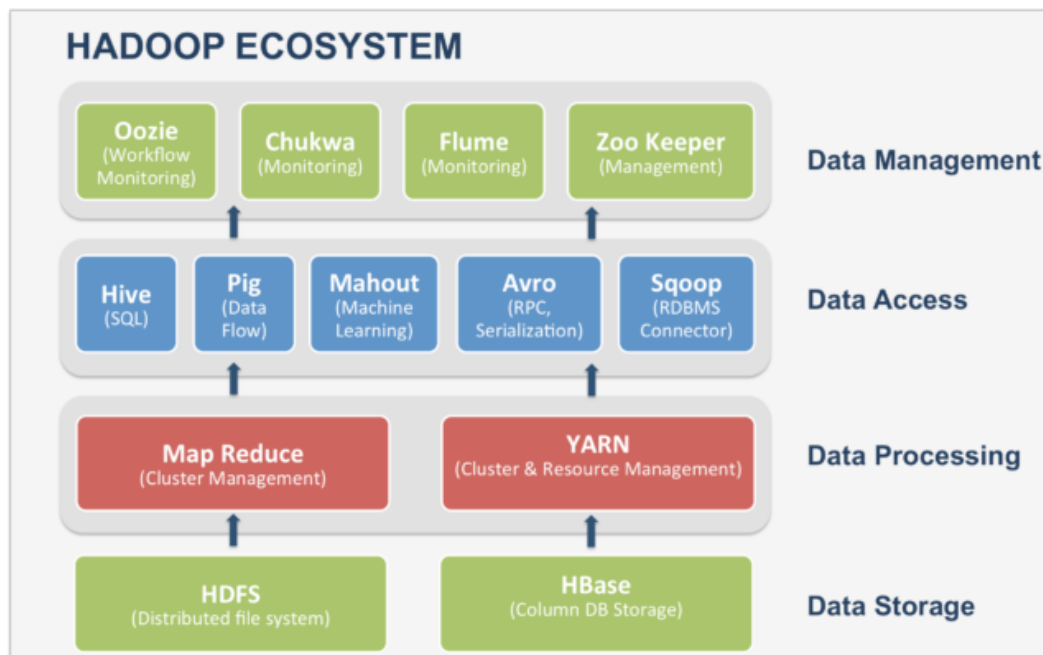 HADOOP ECOSYSTEM
Oozie
(Workflow
Monitoring)
Chukwa
(Monitoring)
Flume
(Monitoring)
Zoo Keeper
(Management)
Data Management
Hive
(SQL)
Pig
(Data
Flow)
Mahout
(Machine
Learning)
Avro
(RPC,
Serialization)
Sqoop
(RDBMS
Connector)
Data Access
Map Reduce
(Cluster Management)
YARN
(Cluster & Resource Management)
Data Processing
HDFS
(Distributed file system)
HBase
(Column DB Storage)
Data Storage